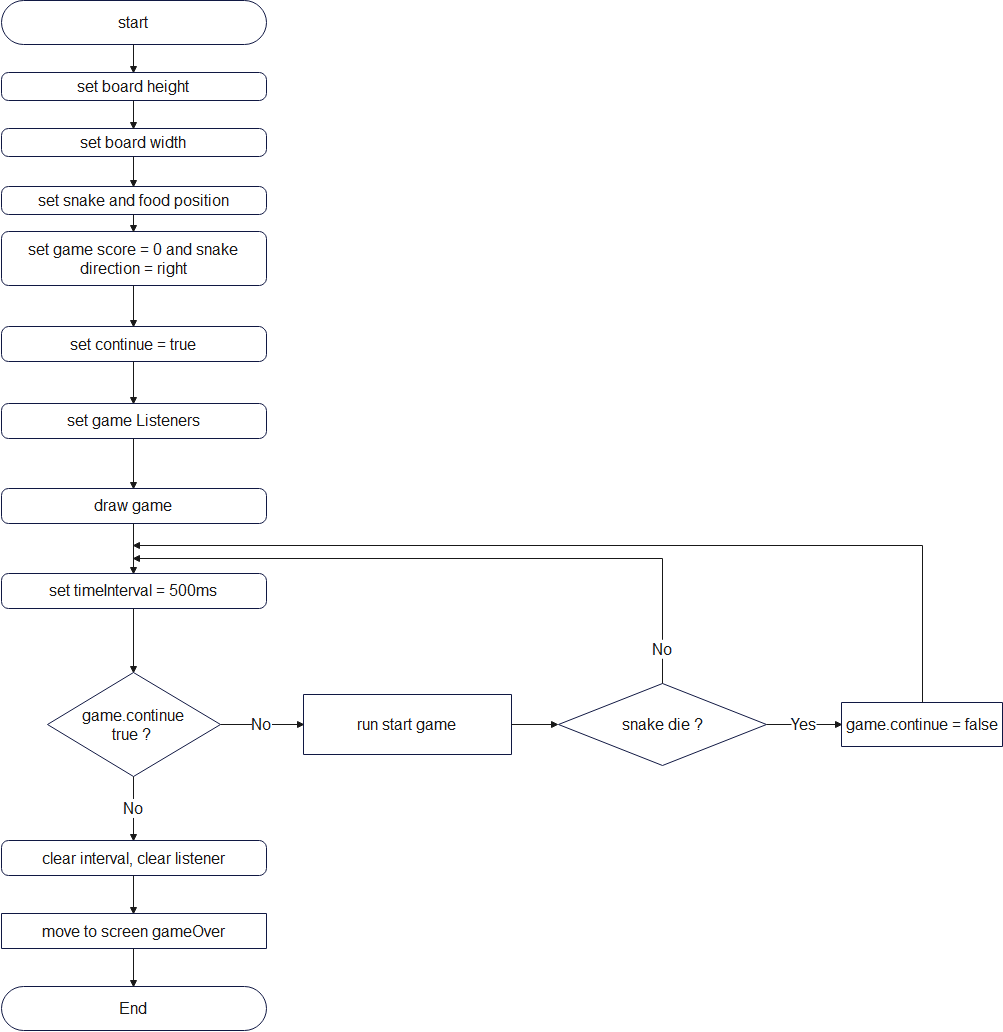 start
set board height
set board width
set snake and food position
set game score = 0 and snake
direction = right
set continue = true
set game Listeners
draw game
set timeInterval = 500ms
No
game.continue
true ?
No
run start game
snake die ?
Yes
game.continue = false
No
clear interval, clear listener
move to screen gameOver
End